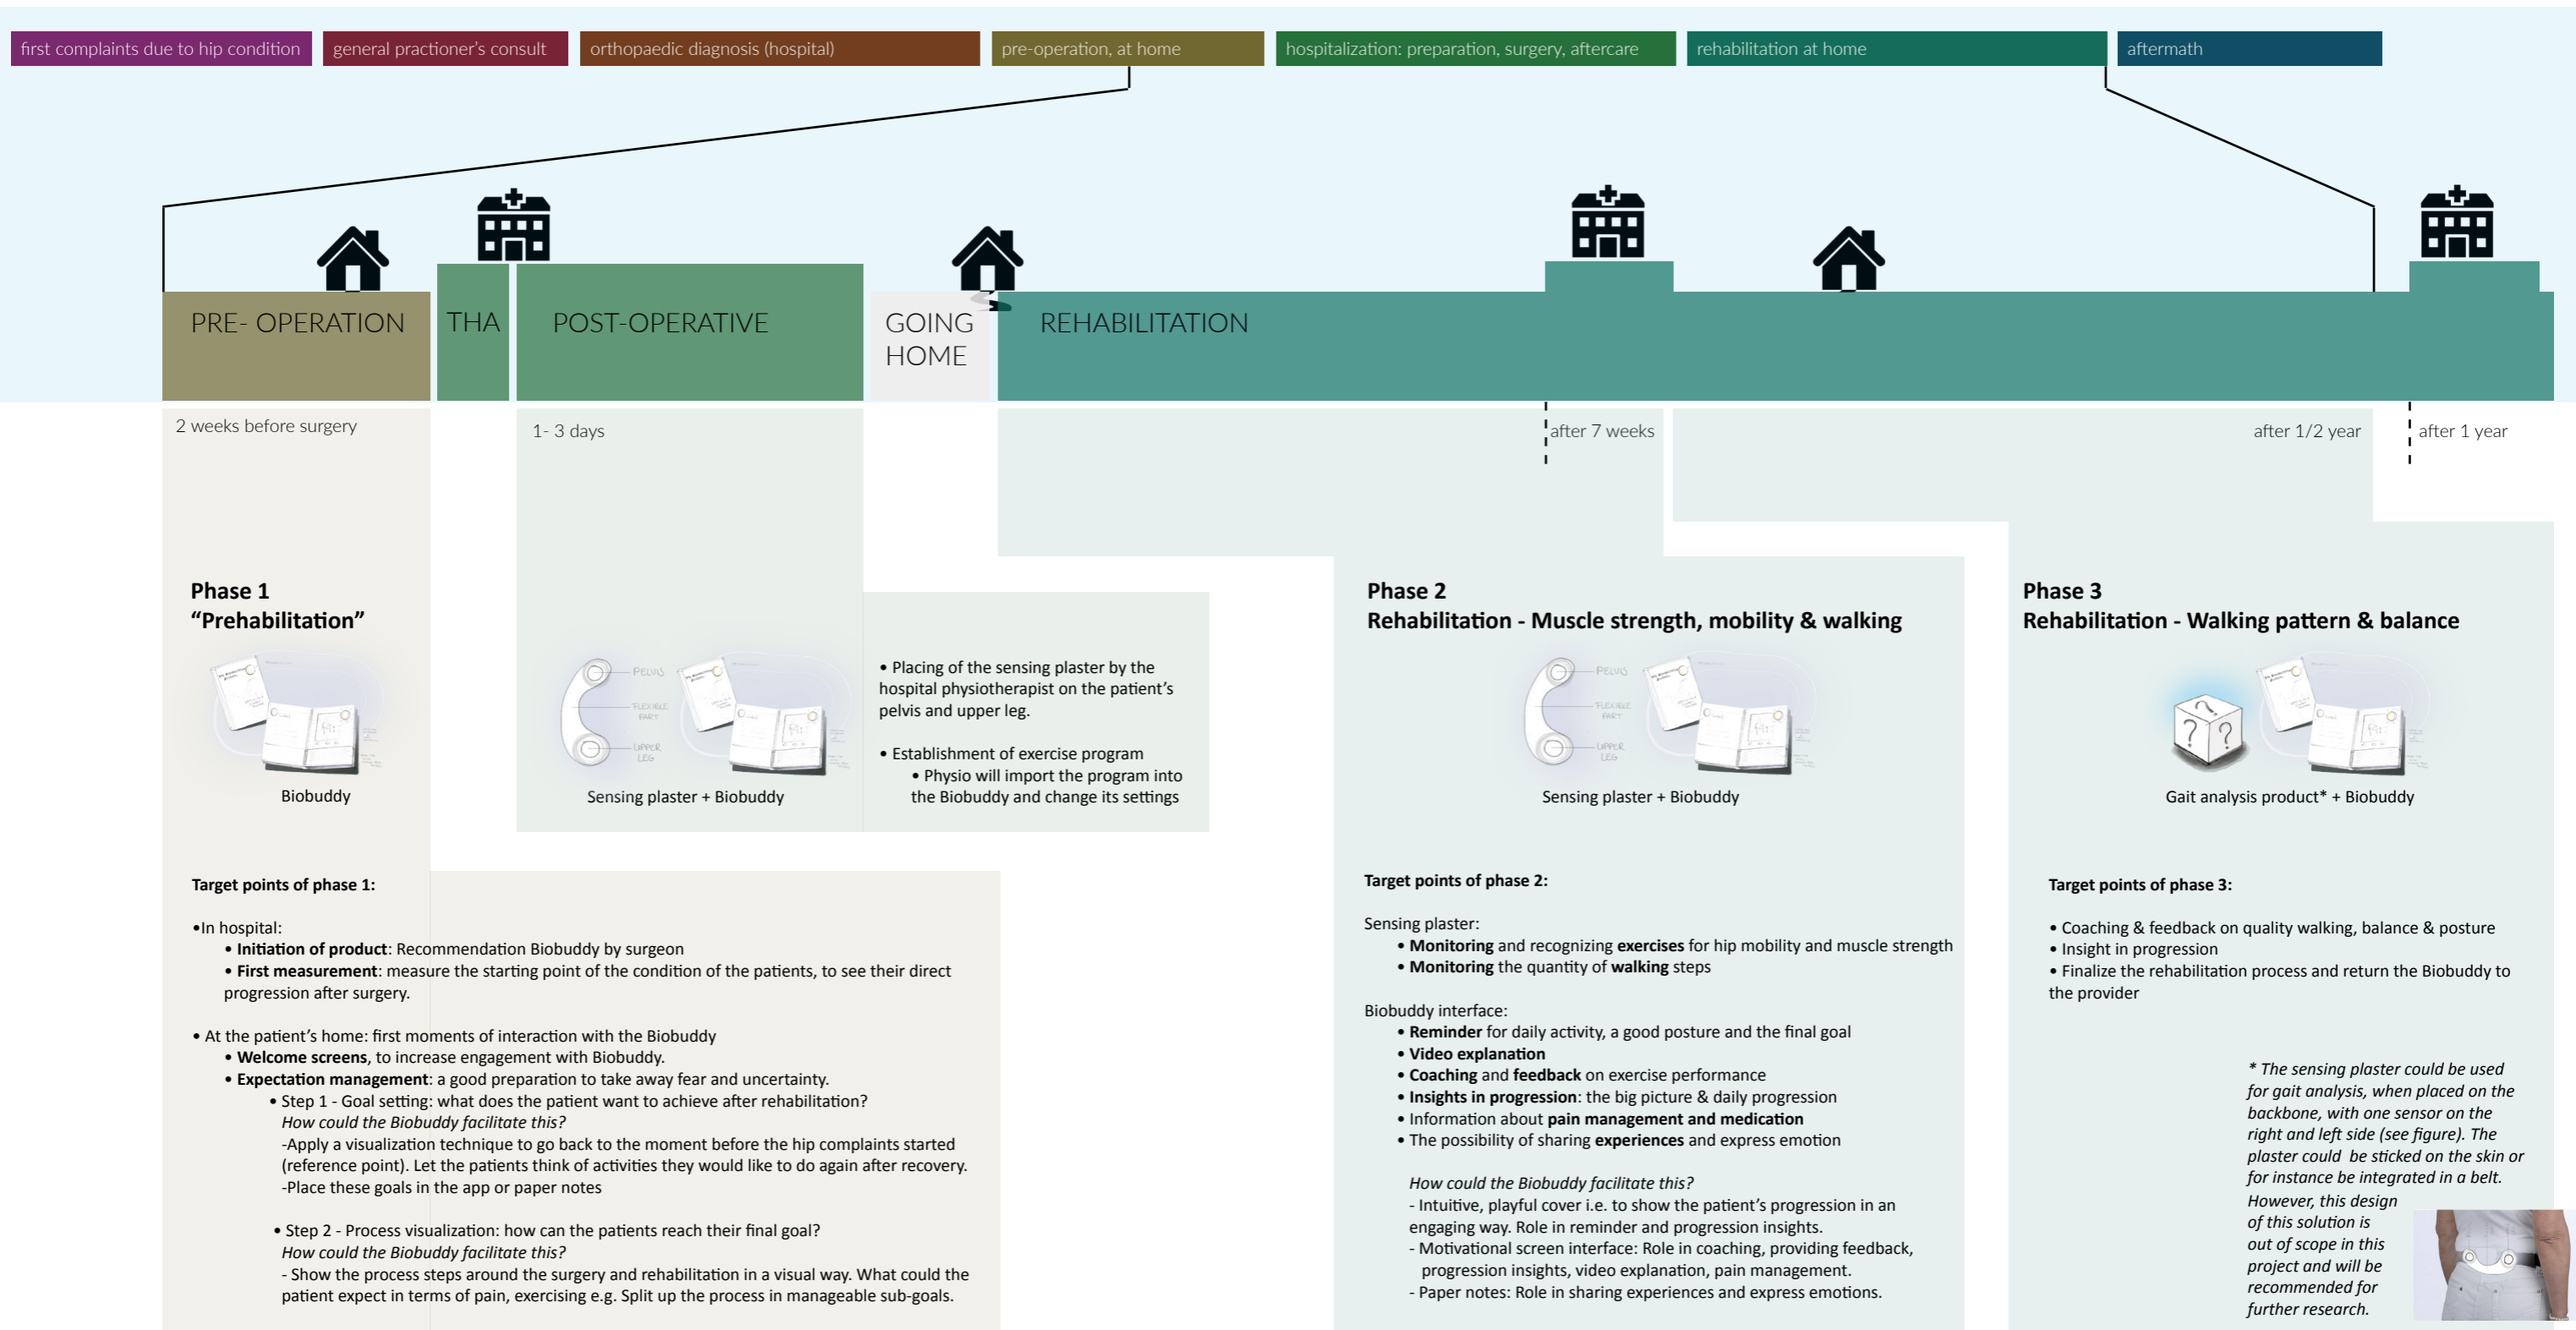 first complaints due to hip condition
general practioner's consult
orthopaedic diagnosis (hospital)
pre-operation, at home
hospitalization: preparation, surgery, aftercare
rehabilitation at home
aftermath
PRE- OPERATION
THA
POST-OPERATIVE
GOING
HOME
REHABILITATION
2 weeks before surgery
1- 3 days
after 7 weeks
after 1/2 year
after 1 year
Phase 1
“Prehabilitation”
Biobuddy
PELVIS
FLEXIBLE
PART
UPPER
LEG
Sensing plaster + Biobuddy
• Placing of the sensing plaster by the
hospital physiotherapist on the patient's
pelvis and upper leg.
• Establishment of exercise program
• Physio will import the program into
the Biobuddy and change its settings
Target points of phase 1:
•In hospital:
• Initiation of product: Recommendation Biobuddy by surgeon
• First measurement: measure the starting point of the condition of the patients, to see their direct
progression after surgery.
• At the patient's home: first moments of interaction with the Biobuddy
• Welcome screens, to increase engagement with Biobuddy.
• Expectation management: a good preparation to take away fear and uncertainty.
• Step 1 - Goal setting: what does the patient want to achieve after rehabilitation?
How could the Biobuddy facilitate this?
-Apply a visualization technique to go back to the moment before the hip complaints started
(reference point). Let the patients think of activities they would like to do again after recovery.
-Place these goals in the app or paper notes
• Step 2 - Process visualization: how can the patients reach their final goal?
How could the Biobuddy facilitate this?
- Show the process steps around the surgery and rehabilitation in a visual way. What could the
patient expect in terms of pain, exercising e.g. Split up the process in manageable sub-goals.
Phase 2
Rehabilitation - Muscle strength, mobility & walking
PELVIS
FLEXIBLE
PART
UPPER
LEG
Sensing plaster + Biobuddy
Target points of phase 2:
Sensing plaster:
• Monitoring and recognizing exercises for hip mobility and muscle strength
• Monitoring the quantity of walking steps
Biobuddy interface:
• Reminder for daily activity, a good posture and the final goal
• Video explanation
• Coaching and feedback on exercise performance
• Insights in progression: the big picture & daily progression
• Information about pain management and medication
• The possibility of sharing experiences and express emotion
How could the Biobuddy facilitate this?
- Intuitive, playful cover i.e. to show the patient's progression in an
engaging way. Role in reminder and progression insights.
- Motivational screen interface: Role in coaching, providing feedback,
progression insights, video explanation, pain management.
- Paper notes: Role in sharing experiences and express emotions.
Phase 3
Rehabilitation - Walking pattern & balance
? ? ?
Gait analysis product* + Biobuddy
Target points of phase 3:
• Coaching & feedback on quality walking, balance & posture
• Insight in progression
• Finalize the rehabilitation process and return the Biobuddy to
the provider
* The sensing plaster could be used
for gait analysis, when placed on the
backbone, with one sensor on the
right and left side (see figure). The
plaster could  be sticked on the skin or
for instance be integrated in a belt.
However, this design
of this solution is
out of scope in this
project and will be
recommended for
further research.